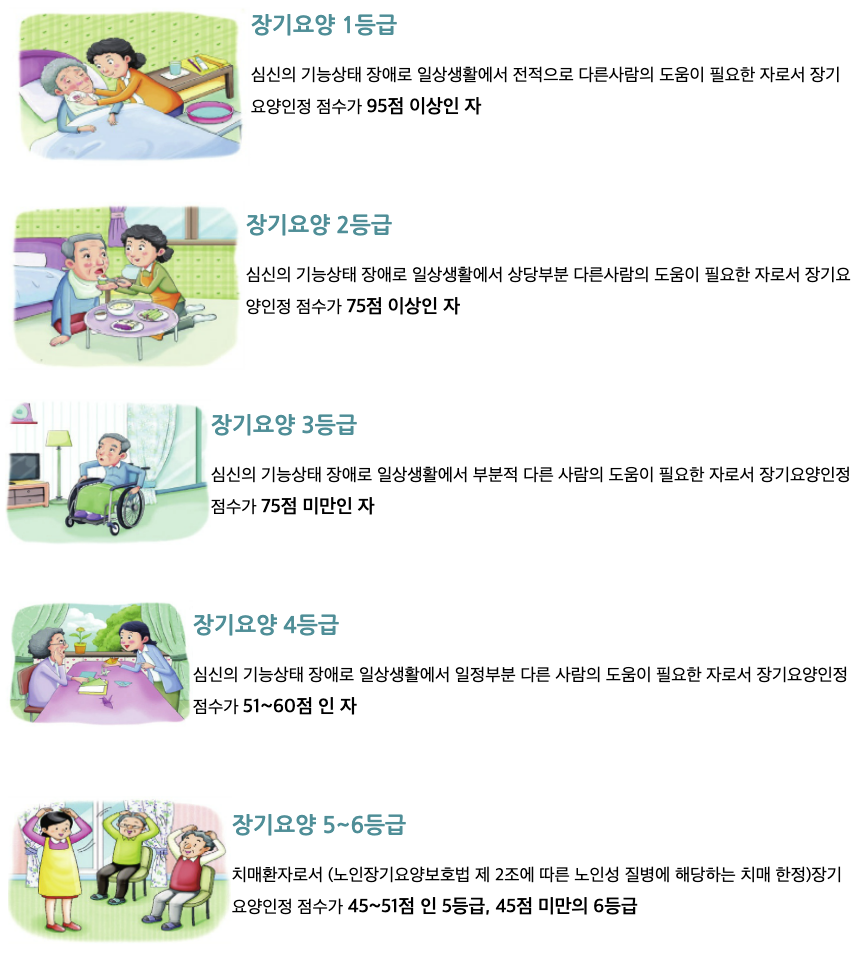 장기요양 1등급
심신의 기능상태 장애로 일상생활에서 전적으로 다른사람의 도움이 필요한 자로서 장기
요양인정 점수가 95점 이상인 자
장기요양 2등급
심신의 기능상태 장애로 일상생활에서 상당부분 다른사람의 도움이 필요한 자로서 장기요
양인정 점수가 75점 이상인 자
장기요양 3등급
심신의 기능상태 장애로 일상생활에서 부분적 다른 사람의 도움이 필요한 자로서 장기요양인정
점수가 75점 미만인 자
장기요양 4등급
심신의 기능상태 장애로 일상생활에서 일정부분 다른 사람의 도움이 필요한 자로서 장기요양인정
점수가 51~60점 인 자
장기요양 5~6등급
치매환자로서 (노인장기요양보호법 제 2조에 따른 노인성 질병에 해당하는 치매 한정)장기
요양인정 점수가 45~51점 인 5등급, 45점 미만의 6등급